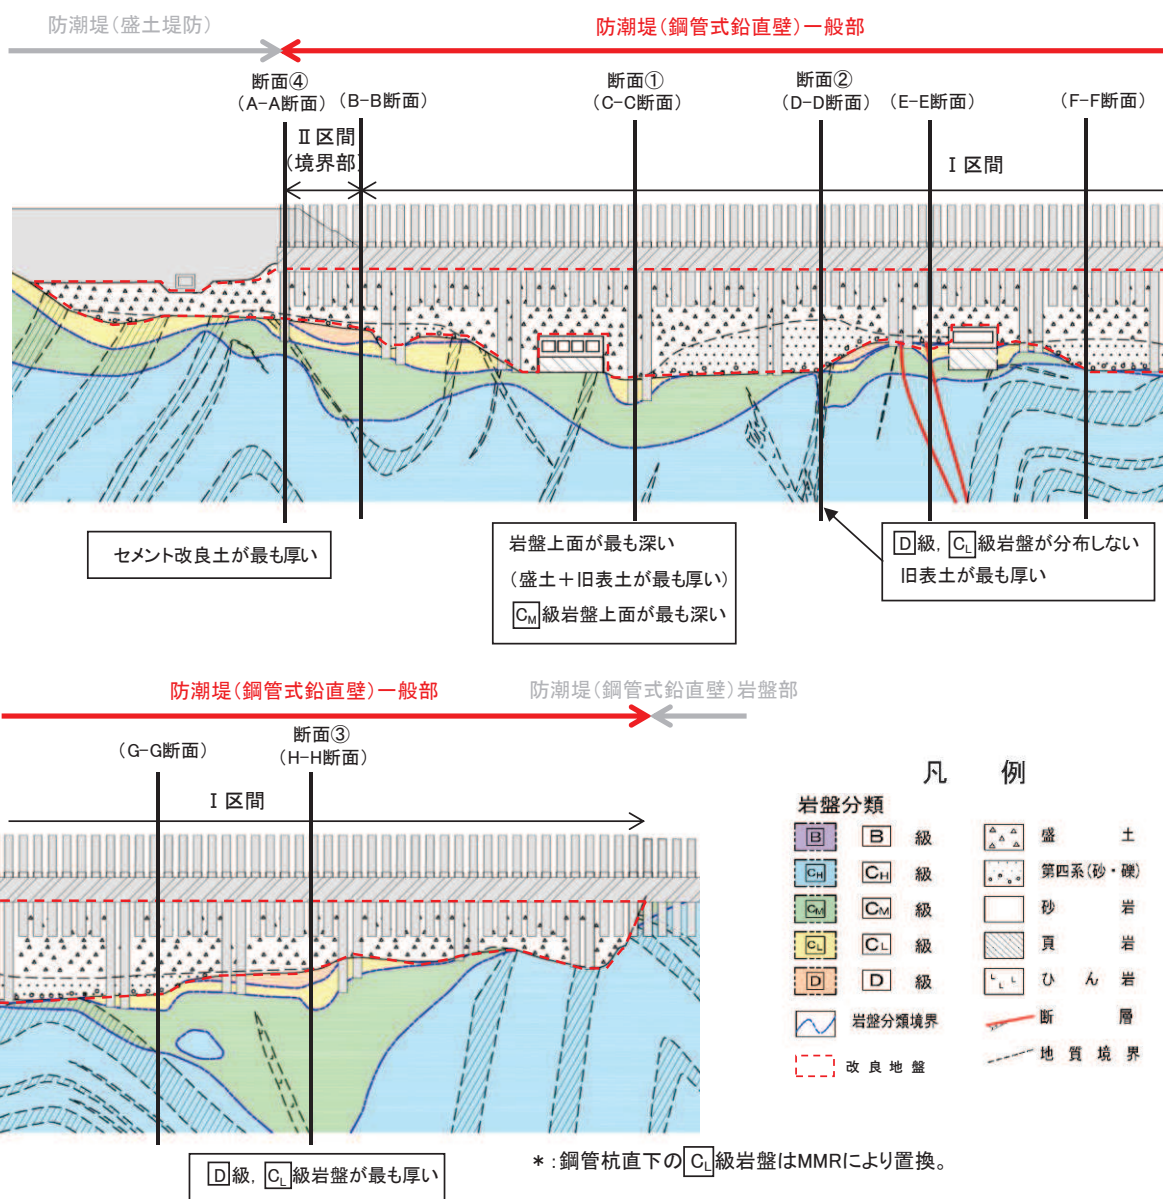 防潮堤(盛土堤防)
防潮堤(鋼管式鉛直壁)一般部
断面④
(A-A断面)
(B-B断面)
断面①
(C-C断面)
断面②
(D-D断面)
(E-E断面)
(F-F断面)
Ⅱ区間
(境界部)
Ⅰ区間
セメント改良土が最も厚い
岩盤上面が最も深い
(盛土+旧表土が最も厚い)
CM級岩盤上面が最も深い
D級,CL級岩盤が分布しない
旧表土が最も厚い
防潮堤(鋼管式鉛直壁)一般部
防潮堤(鋼管式鉛直壁)岩盤部
(G-G断面)
断面③
(H-H断面)
Ⅰ区間
凡 例
岩盤分類
B B 級
CH CH 級
CM CM 級
CL CL 級
D D 級
岩盤分類境界
改良地盤
盛 土
第四系(砂・礫)
砂 岩
頁 岩
ひん岩
断 層
地質境界
D級,CL級岩盤が最も厚い
*:鋼管杭直下のCL級岩盤はMMRにより置換。